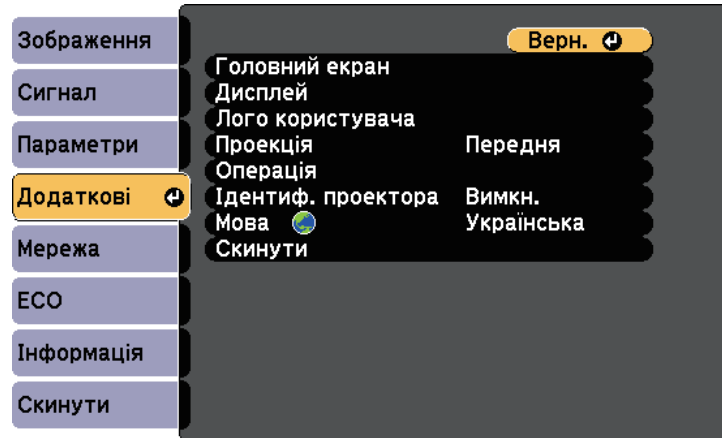 Зображення
Сигнал
Параметри
Додаткові
Мережа
ECO
Інформація
Скинути
Верн.
Головний екран
Дисплей
Лого користувача
Проекція Передня
Операція
Ідентиф. проектора Вимкн.
Мова Українська
Скинути